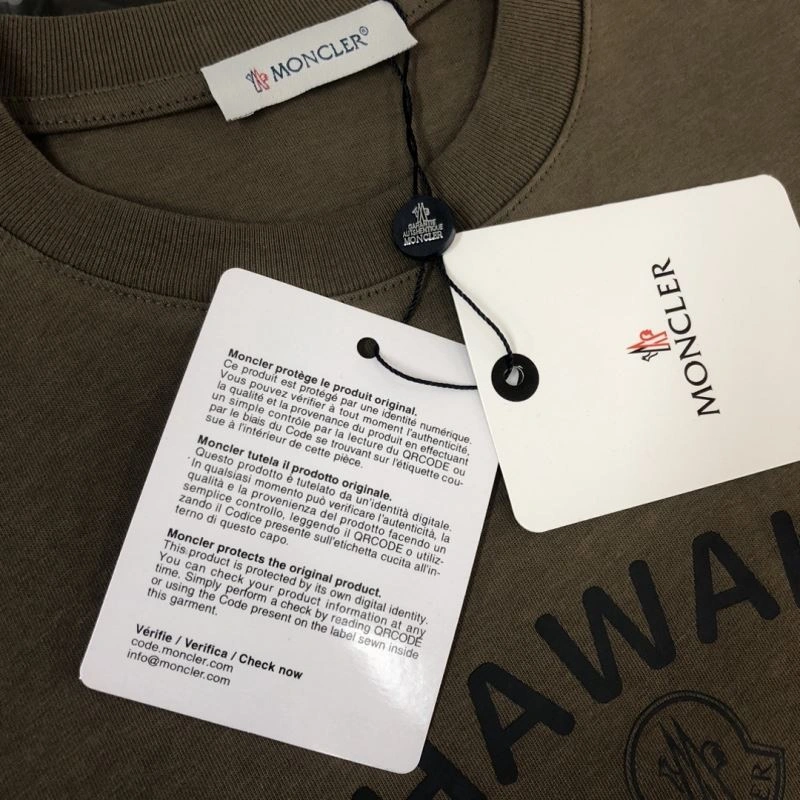 MONCLER®
GARANTIE
AUTHENTIQUE
MONCLER
MONCLER
Moncler protège le produit original.
Ce produit est protégé par une identité numérique.
Vous pouvez vérifier à tout moment l'authenticité,
la qualité et la provenance du produit en effectuant
un simple contrôle par la lecture du QRCODE ou
par le biais du Code se trouvant sur l'étiquette cou-
sue à l'intérieur de cette pièce.
Moncler tutela il prodotto originale.
Questo prodotto è tutelato da un'identità digitale.
In qualsiasi momento può verificare l'autenticità, la
qualità e la provenienza del prodotto facendo un
semplice controllo, leggendo il QRCODE o utiliz-
zando il Codice presente sull'etichetta cucita all'in-
terno di questo capo.
Moncler protects the original product.
This product is protected by its own digital identity.
You can check your product information at any
time. Simply perform a check by reading QRCODE
or using the Code present on the label sewn inside
this garment.
Vérifie / Verifica / Check now
code.moncler.com
info@moncler.com
HAWAI
LER